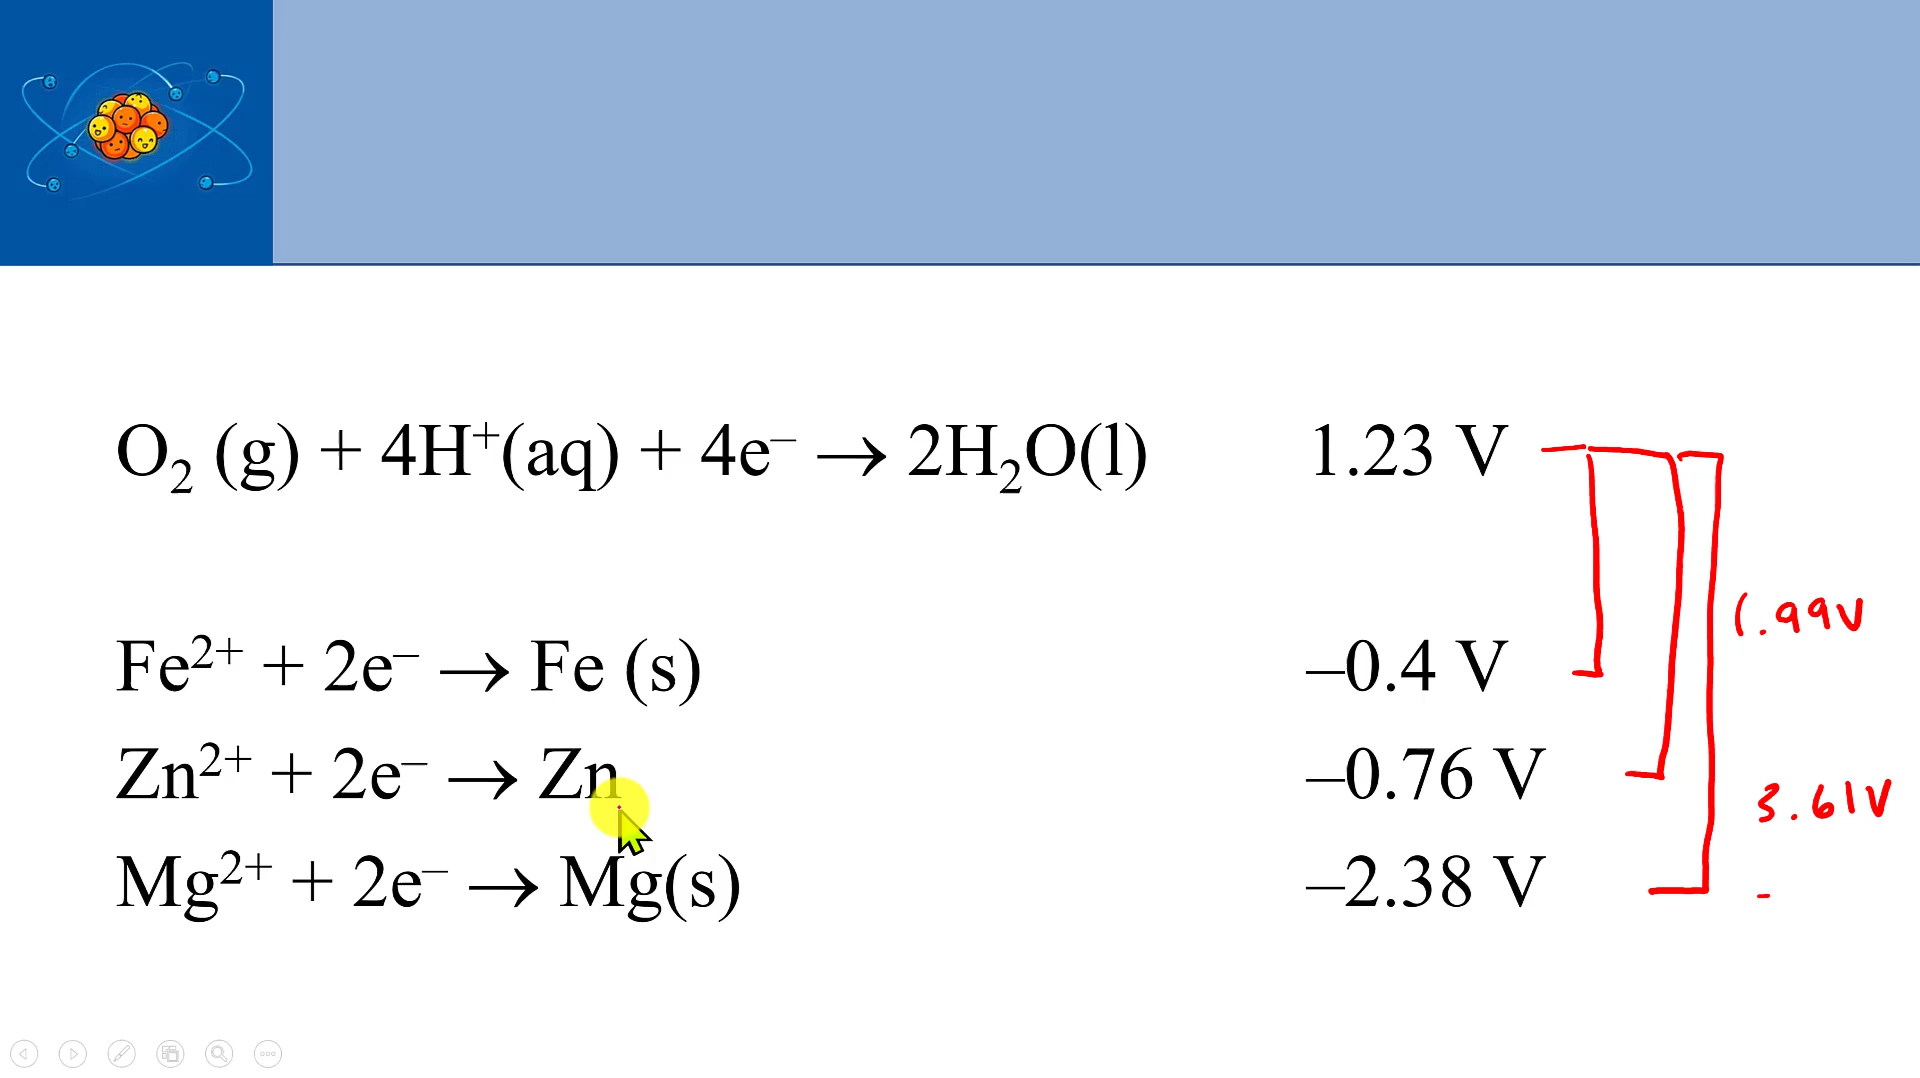 O₂ (g) + 4H⁺(aq) + 4e⁻ → 2H₂O(l) 1.23 V
1.99V
Fe²⁺ + 2e⁻ → Fe (s) –0.4 V
Zn²⁺ + 2e⁻ → Zn –0.76 V
3.61V
Mg²⁺ + 2e⁻ → Mg(s) –2.38 V